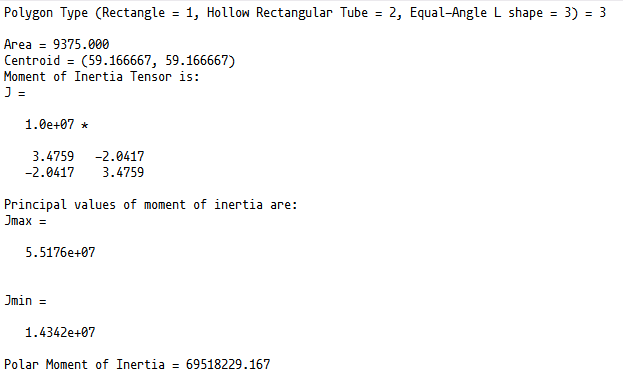 Polygon Type (Rectangle = 1, Hollow Rectangular Tube = 2, Equal-Angle L shape = 3) = 3
Area = 9375.000
Centroid = (59.166667, 59.166667)
Moment of Inertia Tensor is:
J =
1.0e+07 *
3.4759 -2.0417
-2.0417 3.4759
Principal values of moment of inertia are:
Jmax =
5.5176e+07
Jmin =
1.4342e+07
Polar Moment of Inertia = 69518229.167